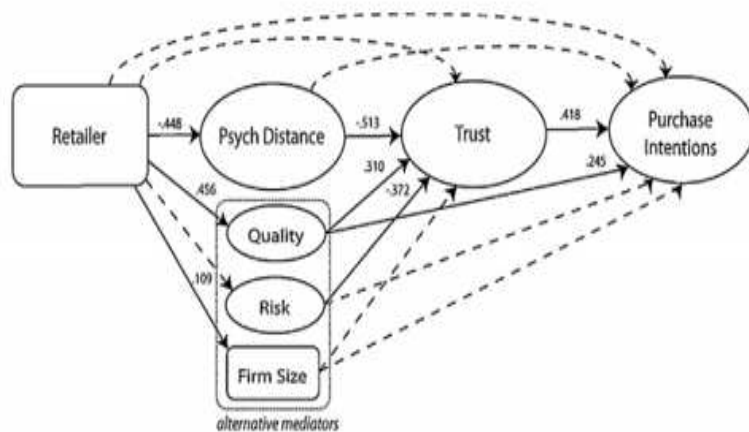 Retailer
-.448
Psych Distance
-.513
Trust
.418
Purchase
Intentions
.310
.245
-.372
.456
Quality
.109
Risk
Firm Size
alternative mediators